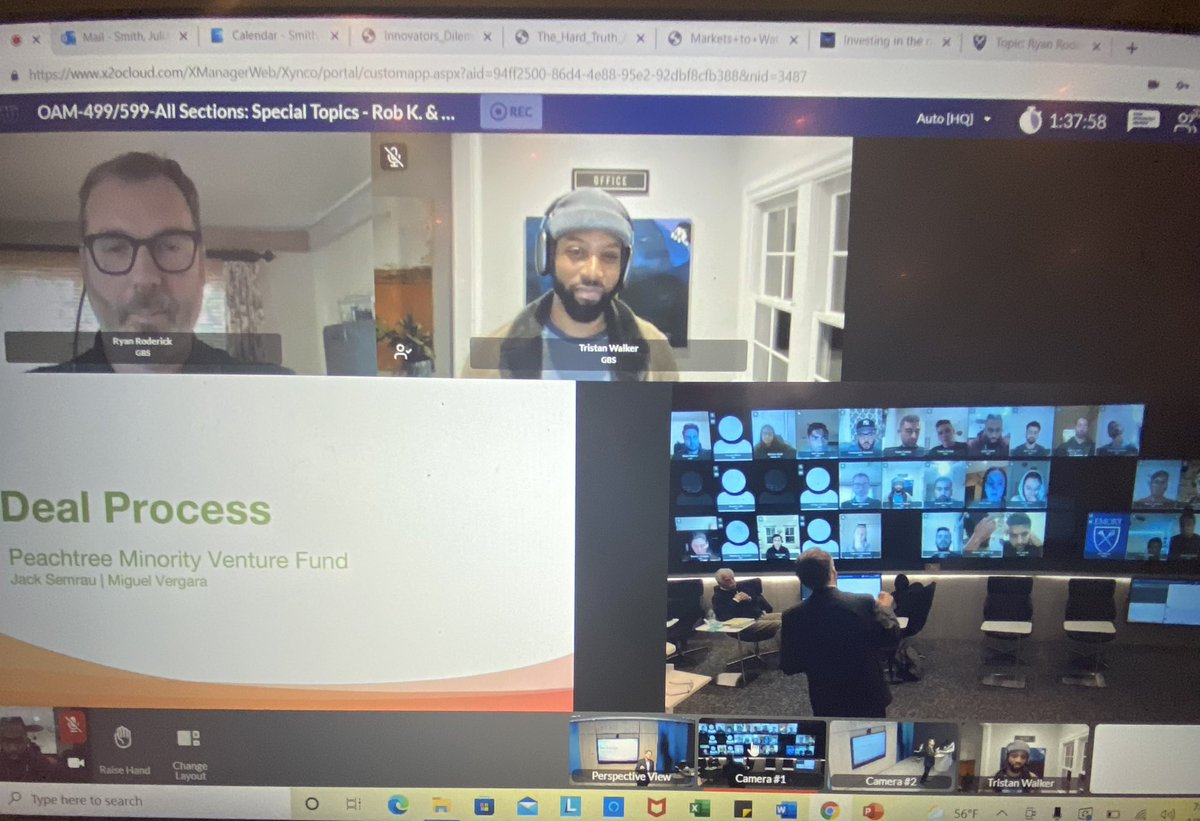 Mail - Smith, Juli
Calendar - Smith,
Innovators_Dilem
The_Hard_Truth_
Markets+to+Wat
Investing in the r
Topic: Ryan Rode
https://www.x2ocloud.com/XManagerWeb/Xynco/portal/customapp.aspx?aid=94ff2500-86d4-4e88-95e2-92dbf8cfb388&nid=3487
OAM-499/599-All Sections: Special Topics - Rob K. & ...
REC
Auto [HQ]
1:37:58
OFFICE
Ryan Roderick
GBS
Tristan Walker
GBS
Deal Process
Peachtree Minority Venture Fund
Jack Semrau | Miguel Vergara
EMORY
Raise Hand
Change
Layout
Perspective View
Camera #1
Camera #2
Tristan Walker
Type here to search
L
W
P
56°F